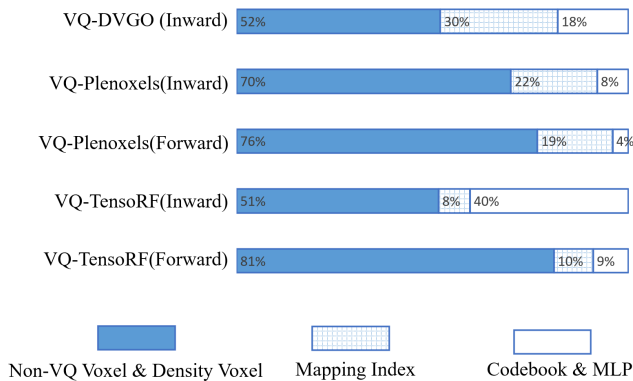 VQ-DVGO (Inward) 52% 30% 18%
VQ-Plenoxels(Inward) 70% 22% 8%
VQ-Plenoxels(Forward) 76% 19% 4%
VQ-TensoRF(Inward) 51% 8% 40%
VQ-TensoRF(Forward) 81% 10% 9%
Non-VQ Voxel & Density Voxel Mapping Index Codebook & MLP